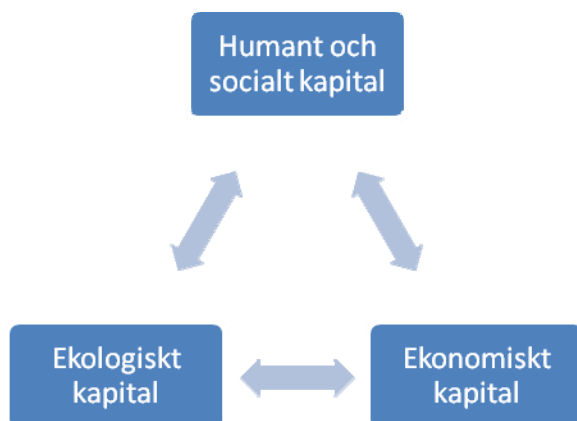 Humant och
socialt kapital
Ekologiskt
kapital
Ekonomiskt
kapital